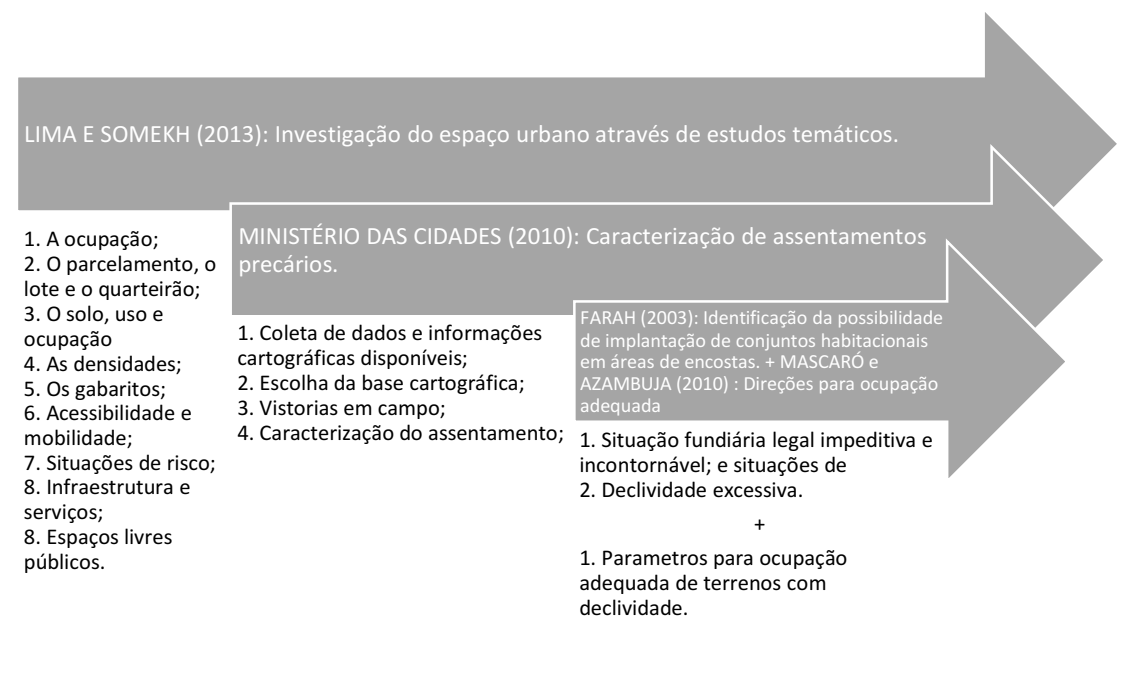 LIMA E SOMEKH (2013): Investigação do espaço urbano através de estudos temáticos.
1. A ocupação;
2. O parcelamento, o
lote e o quarteirão;
3. O solo, uso e
ocupação
4. As densidades;
5. Os gabaritos;
6. Acessibilidade e
mobilidade;
7. Situações de risco;
8. Infraestrutura e
serviços;
8. Espaços livres
públicos.
MINISTÉRIO DAS CIDADES (2010): Caracterização de assentamentos
precários.
1. Coleta de dados e informações
cartográficas disponíveis;
2. Escolha da base cartográfica;
3. Vistorias em campo;
4. Caracterização do assentamento;
FARAH (2003): Identificação da possibilidade
de implantação de conjuntos habitacionais
em áreas de encostas. + MASCARÓ e
AZAMBUJA (2010) : Direções para ocupação
adequada
1. Situação fundiária legal impeditiva e
incontornável; e situações de
2. Declividade excessiva.
+
1. Parametros para ocupação
adequada de terrenos com
declividade.